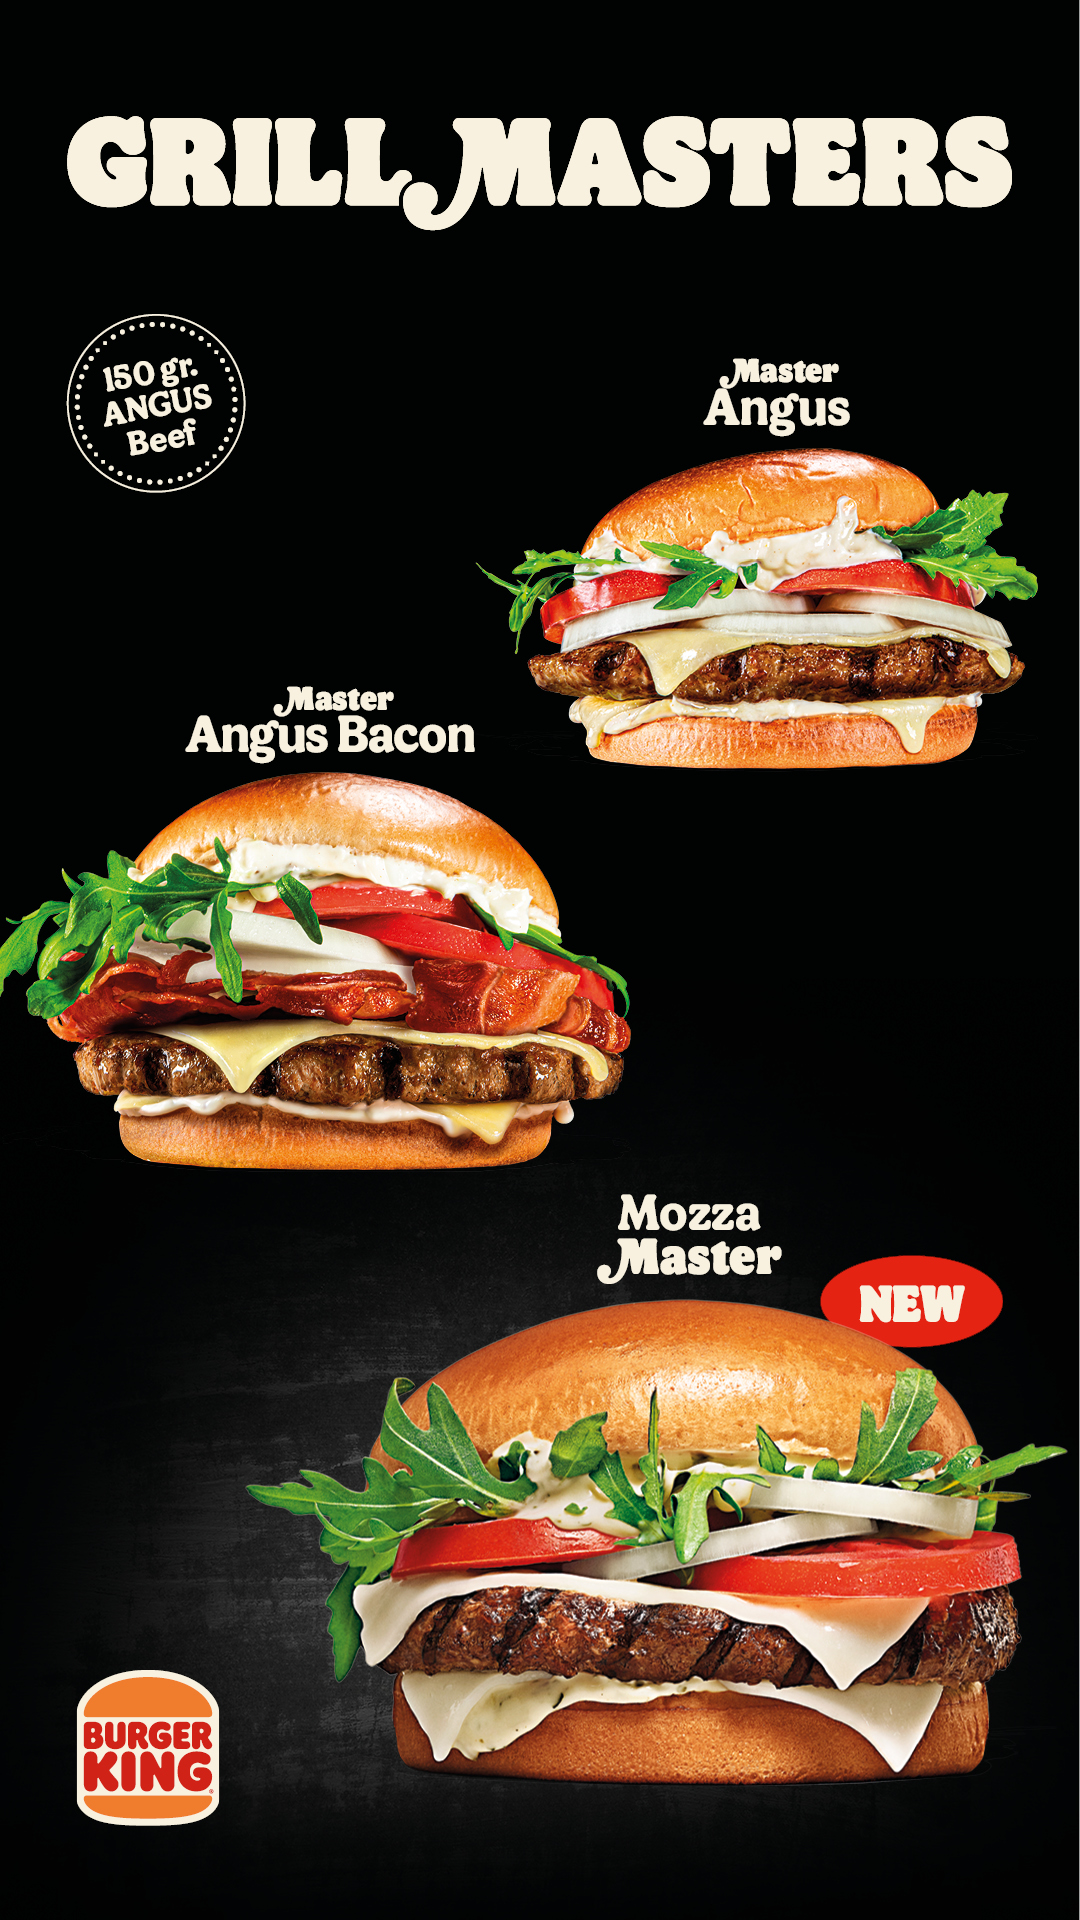 GRILL MASTERS
150 gr.
ANGUS
Beef
Master
Angus
Master
Angus Bacon
Mozza
Master
NEW
BURGER
KING